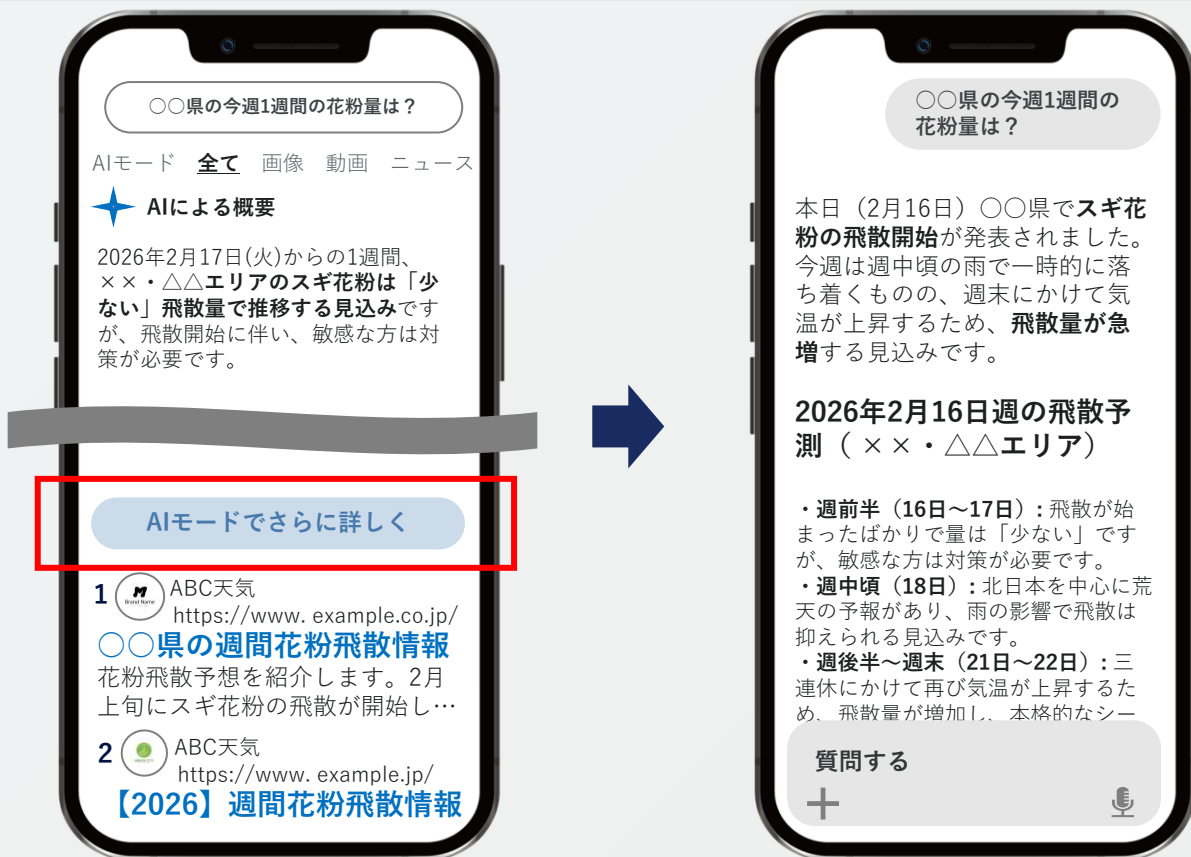 ○○県の今週1週間の花粉量は？
AIモード 全て 画像 動画 ニュース
AIによる概要
2026年2月17日(火)からの1週間、
××・△△エリアのスギ花粉は「少
ない」飛散量で推移する見込みです
が、飛散開始に伴い、敏感な方は対
策が必要です。
AIモードでさらに詳しく
1 ABC天気
Brand Name
https://www. example.co.jp/
○○県の週間花粉飛散情報
花粉飛散予想を紹介します。2月
上旬にスギ花粉の飛散が開始し…
2 ABC天気
https://www. example.jp/
【2026】週間花粉飛散情報
○○県の今週1週間の
花粉量は？
本日（2月16日）○○県でスギ花
粉の飛散開始が発表されました。
今週は週中頃の雨で一時的に落
ち着くものの、週末にかけて気
温が上昇するため、飛散量が急
増する見込みです。
2026年2月16日週の飛散予
測（ ××・△△エリア）
・週前半（16日～17日）: 飛散が始
まったばかりで量は「少ない」です
が、敏感な方は対策が必要です。
・週中頃（18日）: 北日本を中心に荒
天の予報があり、雨の影響で飛散は
抑えられる見込みです。
・週後半～週末（21日～22日）: 三
連休にかけて再び気温が上昇するた
め、飛散量が増加し、本格的なシー
質問する